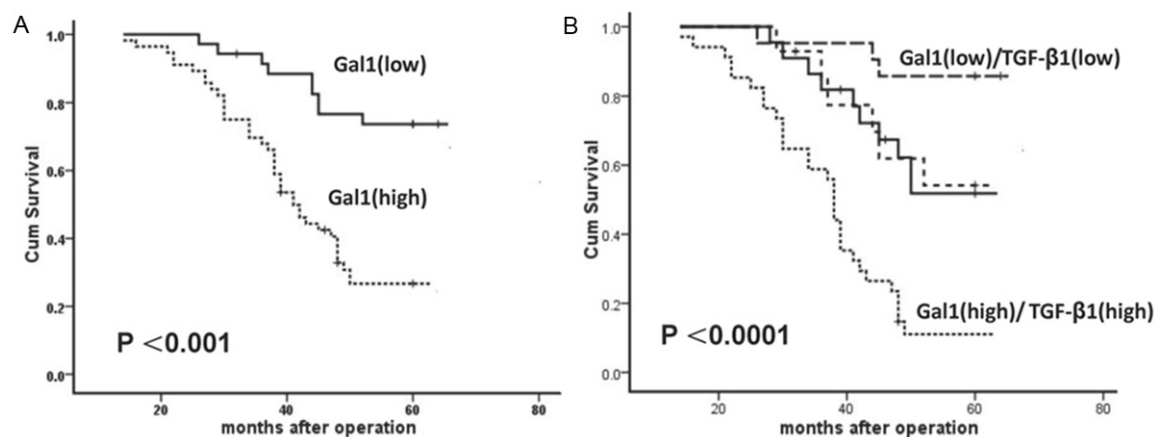 A
1.0
0.8
0.6
0.4
0.2
0.0
Cum Survival
Gal1(low)
Gal1(high)
P <0.001
20
40
60
80
months after operation
B
1.0
0.8
0.6
0.4
0.2
0.0
Cum Survival
Gal1(low)/TGF-β1(low)
Gal1(high)/ TGF-β1(high)
P <0.0001
20
40
60
80
months after operation